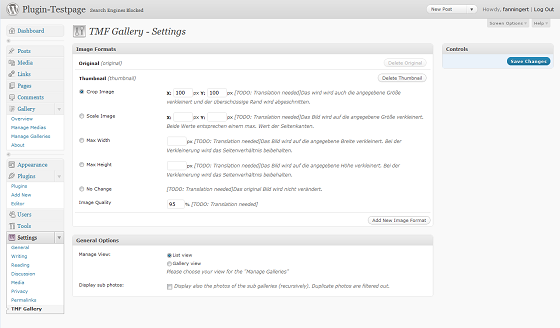 Plugin-Testpage Search Engines Blocked
New Post
Howdy, fanningert | Log Out
Screen Options
Help
Dashboard
Posts
Media
Links
Pages
Comments
Gallery
Overview
Manage Medias
Manage Galleries
About
Appearance
Plugins
Plugins
Add New
Editor
Users
Tools
Settings
General
Writing
Reading
Discussion
Media
Privacy
Permalinks
TMF Gallery
TMF Gallery - Settings
Image Formats
Original (original)
Delete Original
Thumbnail (thumbnail)
Delete Thumbnail
Crop Image
X: 100 px Y: 100 px [TODO: Translation needed]Das wird wird auch die angegebene Größe
verkleinert und der überschüssige Rand wird abgeschnitten.
Scale Image
X: px Y: px [TODO: Translation needed]Das Bild wird auf die angegebene Größe verkleinert.
Beide Werte entsprechen einem max. Wert der Seitenkanten.
Max Width
px [TODO: Translation needed]Das Bild wird auf die angegebene Breite verkleinert. Bei der
Verkleinerung wird das Seitenverhältnis beibehalten.
Max Height
px [TODO: Translation needed]Das Bild wird auf die angegebene Höhe verkleinert. Bei der
Verkleinerung wird das Seitenverhältnis beibehalten.
No Change
[TODO: Translation needed]Das original Bild wird nicht verändert.
Image Quality
95 % [TODO: Translation needed]
Add New Image Format
General Options
Manage View:
List view
Gallery view
Please choose your view for the "Manage Galleries"
Display sub photos:
Display also the photos of the sub galleries (recursively). Duplicate photos are filtered out.
Controls
Save Changes